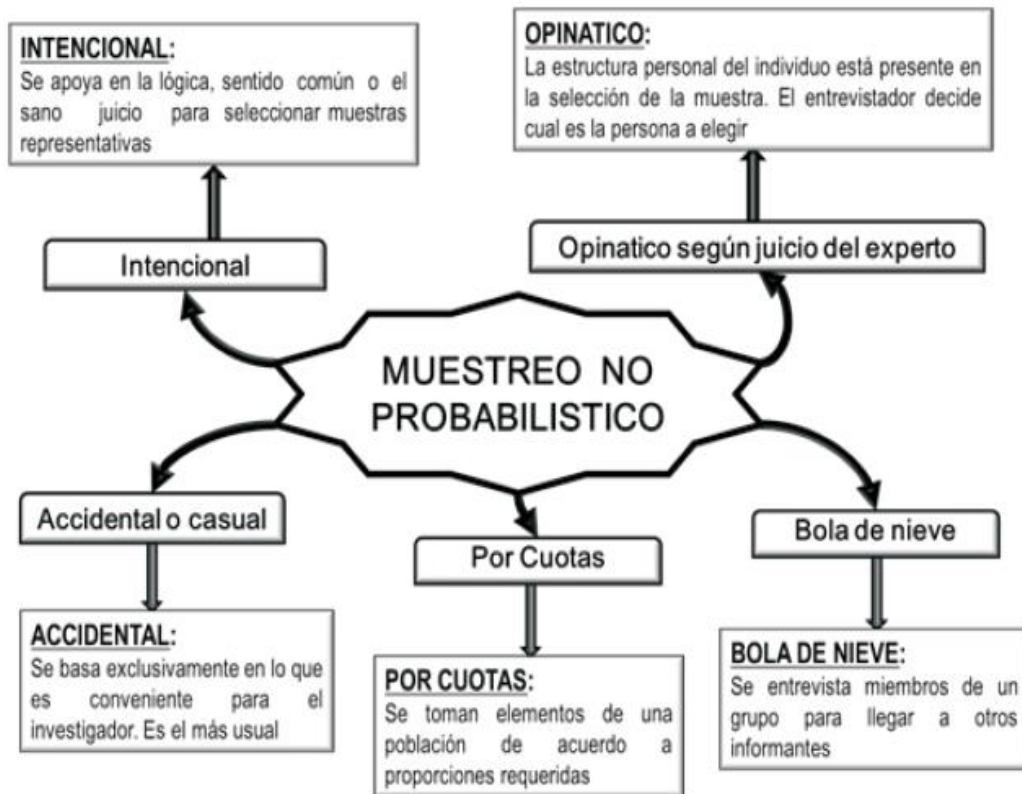 INTENCIONAL:
Se apoya en la lógica, sentido común o el
sano juicio para seleccionar muestras
representativas
OPINATICO:
La estructura personal del individuo está presente en
la selección de la muestra. El entrevistador decide
cual es la persona a elegir
Intencional
Opinatico según juicio del experto
MUESTREO NO
PROBABILISTICO
Accidental o casual
Por Cuotas
Bola de nieve
ACCIDENTAL:
Se basa exclusivamente en lo que
es conveniente para el
investigador. Es el más usual
POR CUOTAS:
Se toman elementos de una
población de acuerdo a
proporciones requeridas
BOLA DE NIEVE:
Se entrevista miembros de un
grupo para llegar a otros
informantes